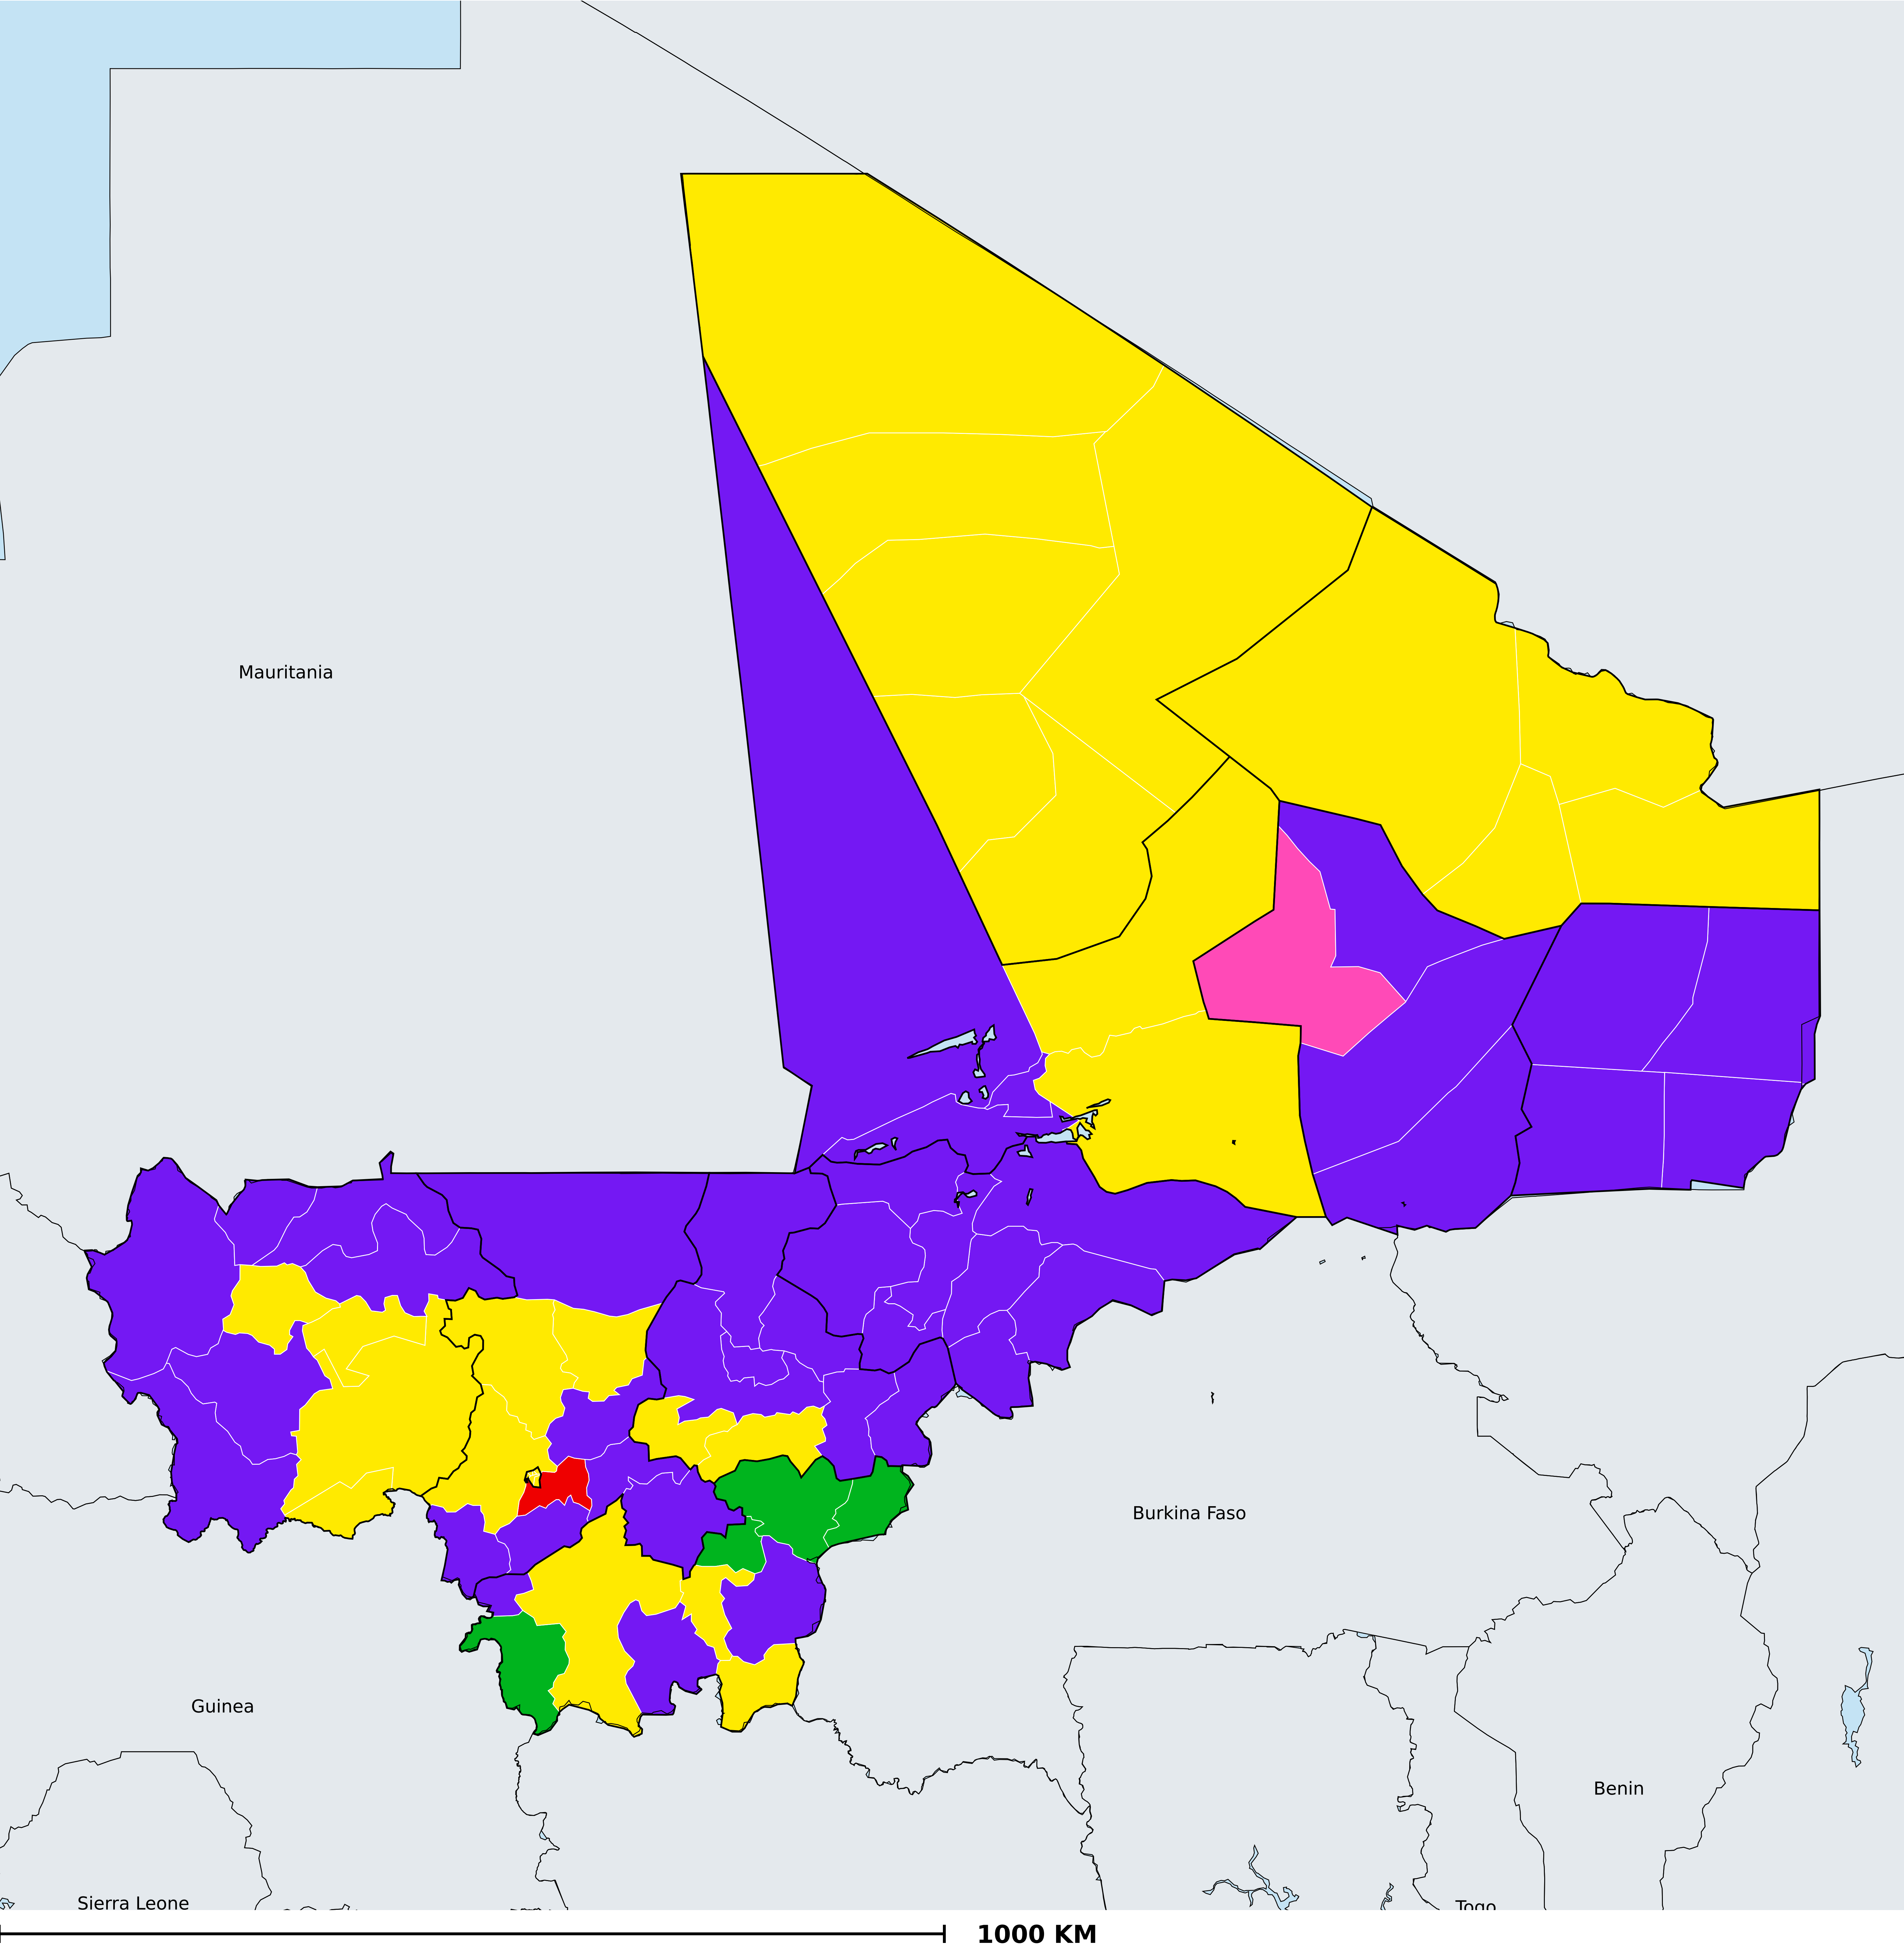 Mauritania
Burkina Faso
Guinea
Benin
Sierra Leone
Togo
1000 KM